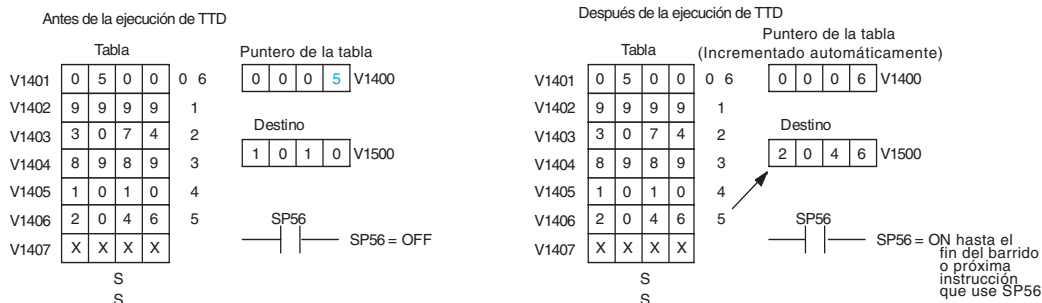 Antes de la ejecución de TTD
Tabla
Puntero de la tabla
V1401 0 5 0 0 0 6
0 0 0 5 V1400
V1402 9 9 9 9 1
V1403 3 0 7 4 2
Destino
V1404 8 9 8 9 3
1 0 1 0 V1500
V1405 1 0 1 0 4
V1406 2 0 4 6 5
SP56
SP56 = OFF
V1407 X X X X
S
S
Después de la ejecución de TTD
Puntero de la tabla
Tabla
(Incrementado automáticamente)
V1401 0 5 0 0 0 6
0 0 0 6 V1400
V1402 9 9 9 9 1
V1403 3 0 7 4 2
Destino
V1404 8 9 8 9 3
2 0 4 6 V1500
V1405 1 0 1 0 4
V1406 2 0 4 6 5
SP56
V1407 X X X X
SP56 = ON hasta el
fin del barrido
o próxima
instrucción
que use SP56
S
S